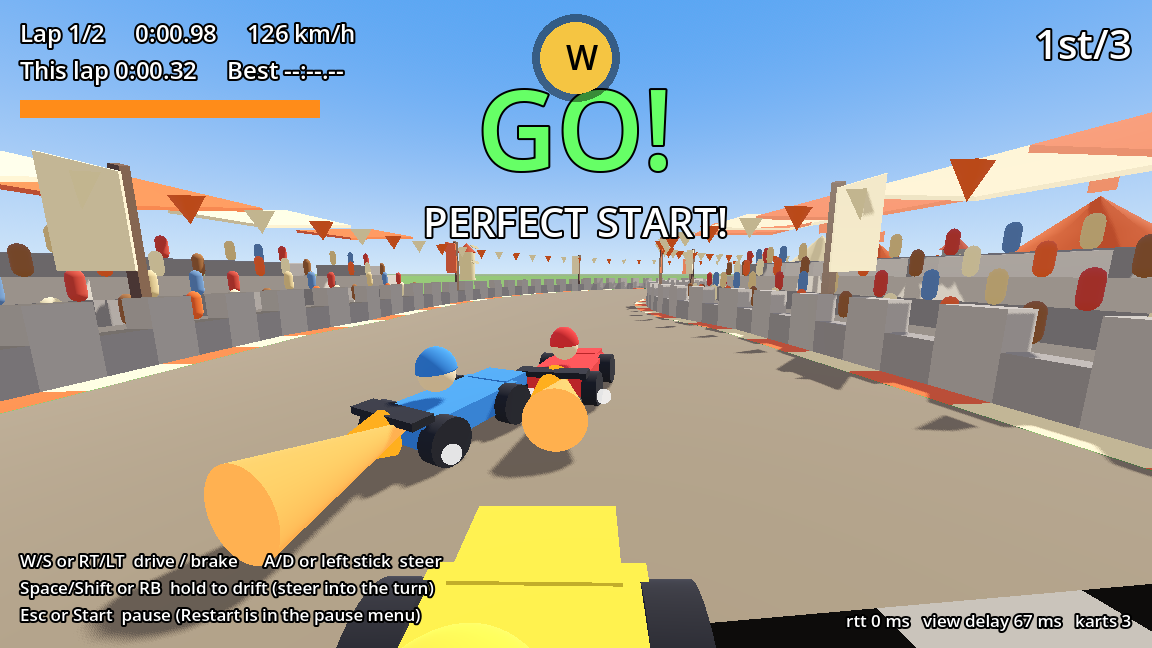 Lap 1/2 0:00.98 126 km/h
This lap 0:00.32 Best --:--.--
W
1st/3
GO!
PERFECT START!
W/S or RT/LT drive / brake A/D or left stick steer
Space/Shift or RB hold to drift (steer into the turn)
Esc or Start pause (Restart is in the pause menu)
rtt 0 ms view delay 67 ms karts 3